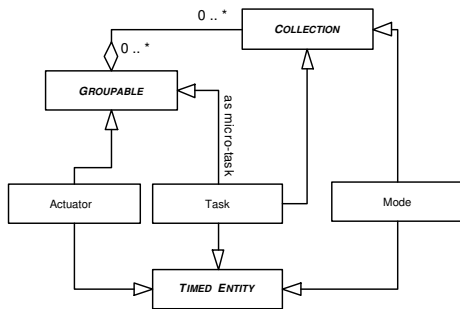 0 .. *
COLLECTION
0 .. *
GROUPABLE
as micro-task
Actuator
Task
Mode
TIMED ENTITY